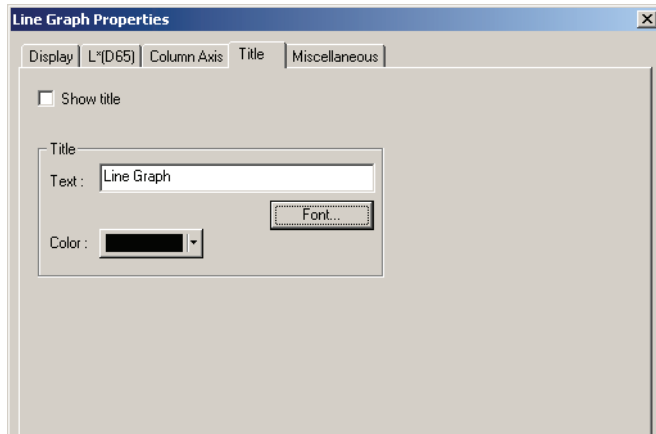 Line Graph Properties
Display L*(D65) Column Axis Title Miscellaneous
Show title
Title
Text : Line Graph
Font...
Color :